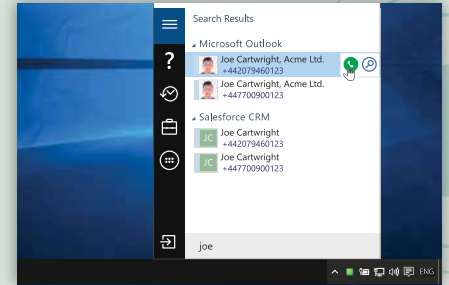 Search Results
Microsoft Outlook
Joe Cartwright, Acme Ltd.
+442079460123
Joe Cartwright, Acme Ltd.
+447700900123
Salesforce CRM
JC
Joe Cartwright
+442079460123
JC
Joe Cartwright
+447700900123
joe
ENG